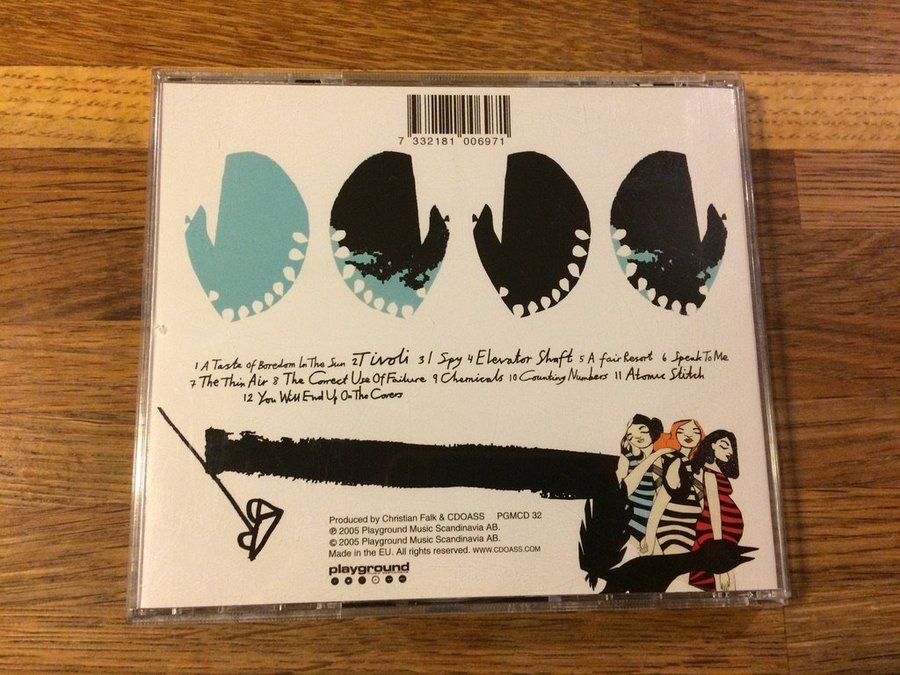 7 332181 006971
1 A Taste of Boredom In The Sun 2 Tivoli 3 I Spy 4 Elevator Shaft 5 A fair Resort 6 Speak To Me
7 The Thin Air 8 The Correct Use Of Failure 9 Chemicals 10 Counting Numbers 11 Atomic Stitch
12 You Will End Up On The Covers
Produced by Christian Falk & CDOASS PGMCD 32
℗ 2005 Playground Music Scandinavia AB.
© 2005 Playground Music Scandinavia AB.
Made in the EU. All rights reserved. WWW.CDOASS.COM
playground